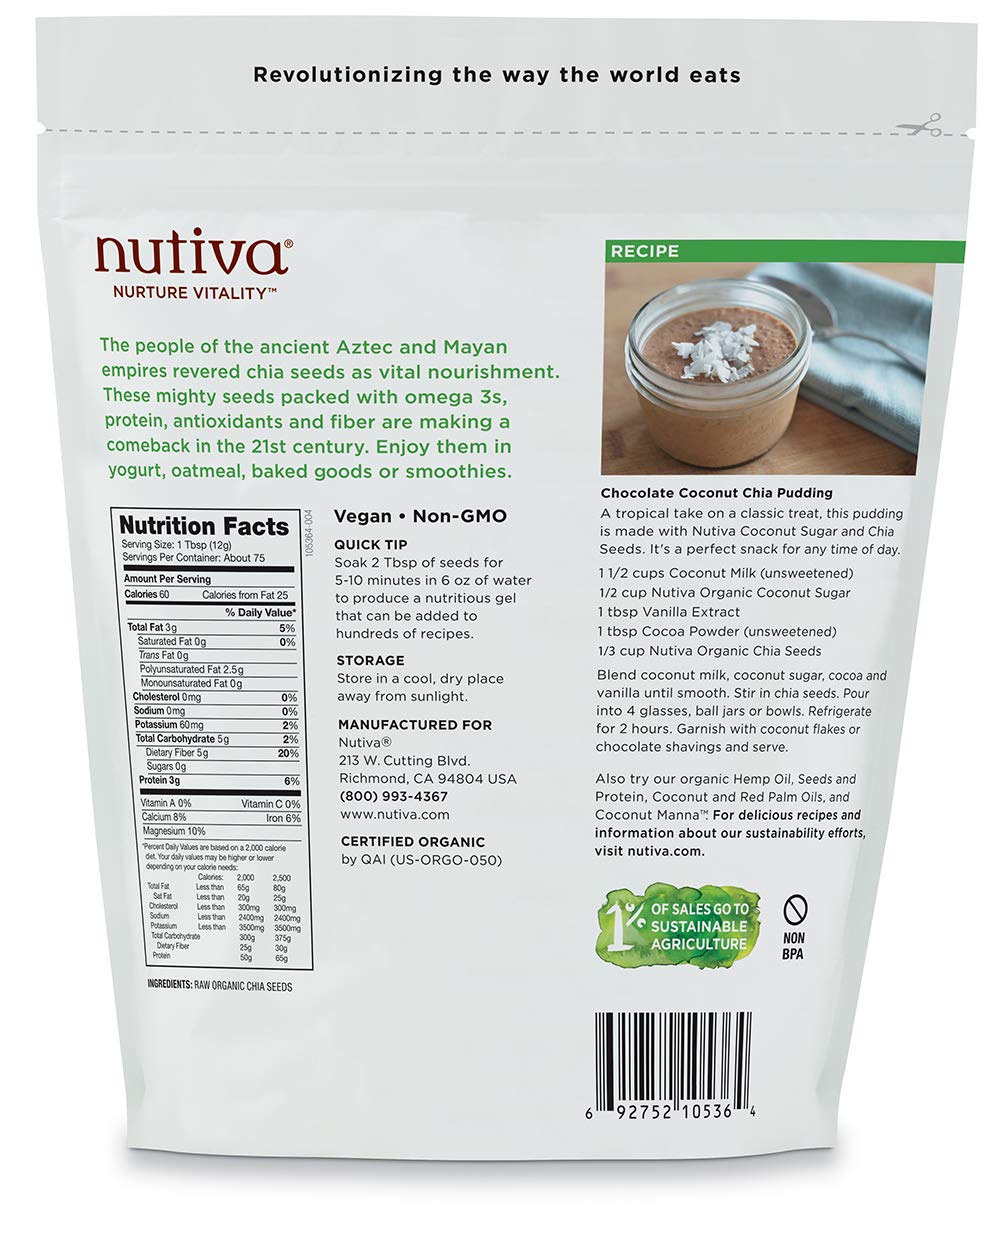 Revolutionizing the way the world eats
nutiva®
NURTURE VITALITY™
The people of the ancient Aztec and Mayan
empires revered chia seeds as vital nourishment.
These mighty seeds packed with omega 3s,
protein, antioxidants and fiber are making a
comeback in the 21st century. Enjoy them in
yogurt, oatmeal, baked goods or smoothies.
Nutrition Facts
Serving Size: 1 Tbsp (12g)
Servings Per Container: About 75
Amount Per Serving
Calories 60 Calories from Fat 25
% Daily Value*
Total Fat 3g 5%
Saturated Fat 0g 0%
Trans Fat 0g
Polyunsaturated Fat 2.5g
Monounsaturated Fat 0g
Cholesterol 0mg 0%
Sodium 0mg 0%
Potassium 60mg 2%
Total Carbohydrate 5g 2%
Dietary Fiber 5g 20%
Sugars 0g
Protein 3g 6%
Vitamin A 0% Vitamin C 0%
Calcium 8% Iron 6%
Magnesium 10%
*Percent Daily Values are based on a 2,000 calorie
diet. Your daily values may be higher or lower
depending on your calorie needs:
Calories: 2,000 2,500
Total Fat Less than 65g 80g
Sat Fat Less than 20g 25g
Cholesterol Less than 300mg 300mg
Sodium Less than 2400mg 2400mg
Potassium Less than 3500mg 3500mg
Total Carbohydrate 300g 375g
Dietary Fiber 25g 30g
Protein 50g 65g
INGREDIENTS: RAW ORGANIC CHIA SEEDS
105364-004
Vegan • Non-GMO
QUICK TIP
Soak 2 Tbsp of seeds for
5-10 minutes in 6 oz of water
to produce a nutritious gel
that can be added to
hundreds of recipes.
STORAGE
Store in a cool, dry place
away from sunlight.
MANUFACTURED FOR
Nutiva®
213 W. Cutting Blvd.
Richmond, CA 94804 USA
(800) 993-4367
www.nutiva.com
CERTIFIED ORGANIC
by QAI (US-ORGO-050)
RECIPE
Chocolate Coconut Chia Pudding
A tropical take on a classic treat, this pudding
is made with Nutiva Coconut Sugar and Chia
Seeds. It's a perfect snack for any time of day.
1 1/2 cups Coconut Milk (unsweetened)
1/2 cup Nutiva Organic Coconut Sugar
1 tbsp Vanilla Extract
1 tbsp Cocoa Powder (unsweetened)
1/3 cup Nutiva Organic Chia Seeds
Blend coconut milk, coconut sugar, cocoa and
vanilla until smooth. Stir in chia seeds. Pour
into 4 glasses, ball jars or bowls. Refrigerate
for 2 hours. Garnish with coconut flakes or
chocolate shavings and serve.
Also try our organic Hemp Oil, Seeds and
Protein, Coconut and Red Palm Oils, and
Coconut Manna™. For delicious recipes and
information about our sustainability efforts,
visit nutiva.com.
1% OF SALES GO TO
SUSTAINABLE
AGRICULTURE
NON
BPA
6 92752 10536 4